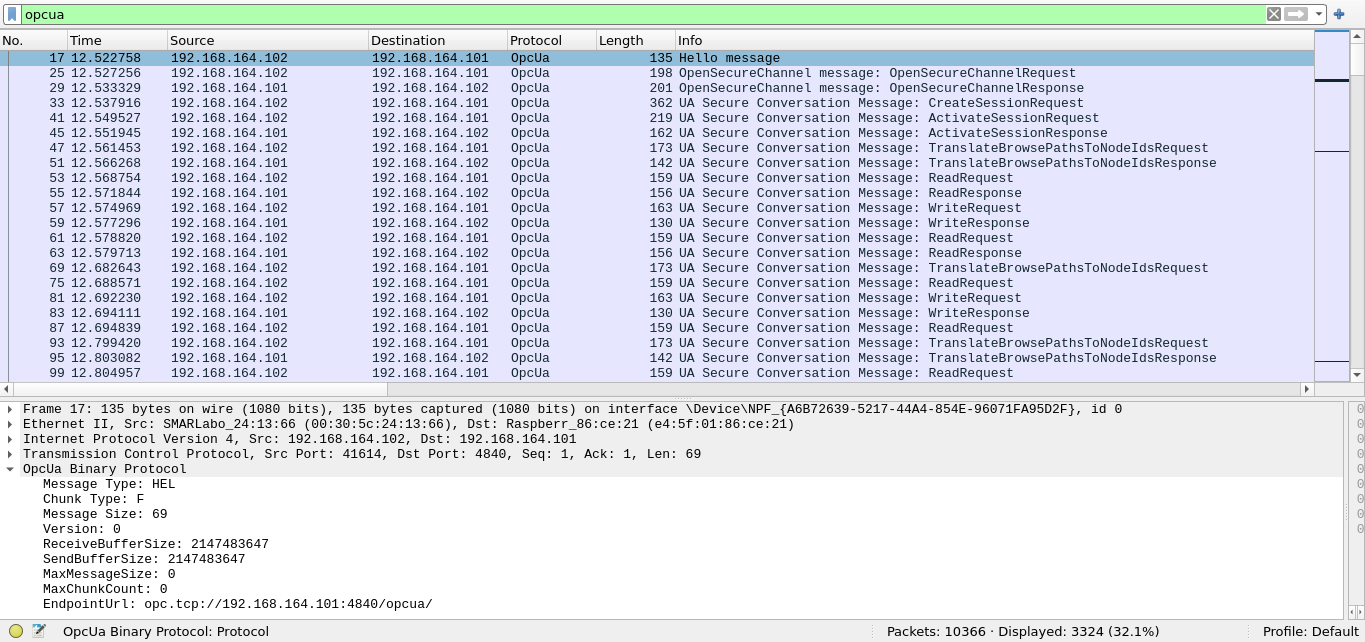 opcua
No. Time Source Destination Protocol Length Info
17 12.522758 192.168.164.102 192.168.164.101 OpcUa 135 Hello message
25 12.527256 192.168.164.102 192.168.164.101 OpcUa 198 OpenSecureChannel message: OpenSecureChannelRequest
29 12.533329 192.168.164.101 192.168.164.102 OpcUa 201 OpenSecureChannel message: OpenSecureChannelResponse
33 12.537916 192.168.164.102 192.168.164.101 OpcUa 362 UA Secure Conversation Message: CreateSessionRequest
41 12.549527 192.168.164.102 192.168.164.101 OpcUa 219 UA Secure Conversation Message: ActivateSessionRequest
45 12.551945 192.168.164.101 192.168.164.102 OpcUa 162 UA Secure Conversation Message: ActivateSessionResponse
47 12.561453 192.168.164.102 192.168.164.101 OpcUa 173 UA Secure Conversation Message: TranslateBrowsePathsToNodeIdsRequest
51 12.566268 192.168.164.101 192.168.164.102 OpcUa 142 UA Secure Conversation Message: TranslateBrowsePathsToNodeIdsResponse
53 12.568754 192.168.164.102 192.168.164.101 OpcUa 159 UA Secure Conversation Message: ReadRequest
55 12.571844 192.168.164.101 192.168.164.102 OpcUa 156 UA Secure Conversation Message: ReadResponse
57 12.574969 192.168.164.102 192.168.164.101 OpcUa 163 UA Secure Conversation Message: WriteRequest
59 12.577296 192.168.164.101 192.168.164.102 OpcUa 130 UA Secure Conversation Message: WriteResponse
61 12.578820 192.168.164.102 192.168.164.101 OpcUa 159 UA Secure Conversation Message: ReadRequest
63 12.579713 192.168.164.101 192.168.164.102 OpcUa 156 UA Secure Conversation Message: ReadResponse
69 12.682643 192.168.164.102 192.168.164.101 OpcUa 173 UA Secure Conversation Message: TranslateBrowsePathsToNodeIdsRequest
75 12.688571 192.168.164.102 192.168.164.101 OpcUa 159 UA Secure Conversation Message: ReadRequest
81 12.692230 192.168.164.102 192.168.164.101 OpcUa 163 UA Secure Conversation Message: WriteRequest
83 12.694111 192.168.164.101 192.168.164.102 OpcUa 130 UA Secure Conversation Message: WriteResponse
87 12.694839 192.168.164.102 192.168.164.101 OpcUa 159 UA Secure Conversation Message: ReadRequest
93 12.799420 192.168.164.102 192.168.164.101 OpcUa 173 UA Secure Conversation Message: TranslateBrowsePathsToNodeIdsRequest
95 12.803082 192.168.164.101 192.168.164.102 OpcUa 142 UA Secure Conversation Message: TranslateBrowsePathsToNodeIdsResponse
99 12.804957 192.168.164.102 192.168.164.101 OpcUa 159 UA Secure Conversation Message: ReadRequest
Frame 17: 135 bytes on wire (1080 bits), 135 bytes captured (1080 bits) on interface \Device\NPF_{A6B72639-5217-44A4-854E-96071FA95D2F}, id 0
Ethernet II, Src: SMARLabo_24:13:66 (00:30:5c:24:13:66), Dst: Raspberr_86:ce:21 (e4:5f:01:86:ce:21)
Internet Protocol Version 4, Src: 192.168.164.102, Dst: 192.168.164.101
Transmission Control Protocol, Src Port: 41614, Dst Port: 4840, Seq: 1, Ack: 1, Len: 69
OpcUa Binary Protocol
Message Type: HEL
Chunk Type: F
Message Size: 69
Version: 0
ReceiveBufferSize: 2147483647
SendBufferSize: 2147483647
MaxMessageSize: 0
MaxChunkCount: 0
EndpointUrl: opc.tcp://192.168.164.101:4840/opcua/
OpcUa Binary Protocol: Protocol Packets: 10366 · Displayed: 3324 (32.1%) Profile: Default